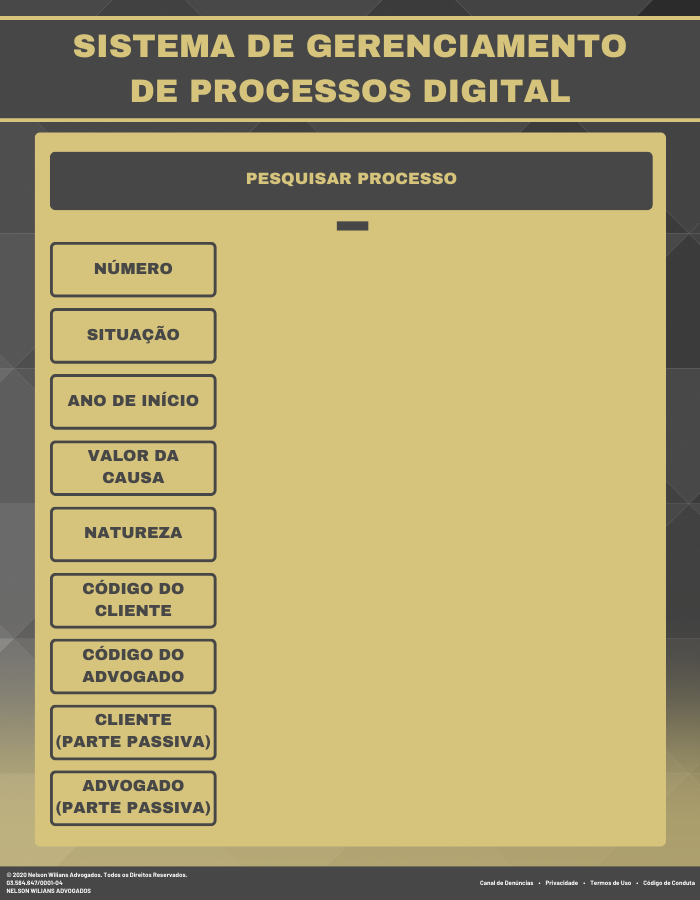 SISTEMA DE GERENCIAMENTO
DE PROCESSOS DIGITAL
PESQUISAR PROCESSO
NÚMERO
SITUAÇÃO
ANO DE INÍCIO
VALOR DA
CAUSA
NATUREZA
CÓDIGO DO
CLIENTE
CÓDIGO DO
ADVOGADO
CLIENTE
(PARTE PASSIVA)
ADVOGADO
(PARTE PASSIVA)
© 2020 Nelson Wilians Advogados. Todos os Direitos Reservados.
03.584.647/0001-04
NELSON WILIANS ADVOGADOS
Canal de Denúncias • Privacidade • Termos de Uso • Código de Conduta